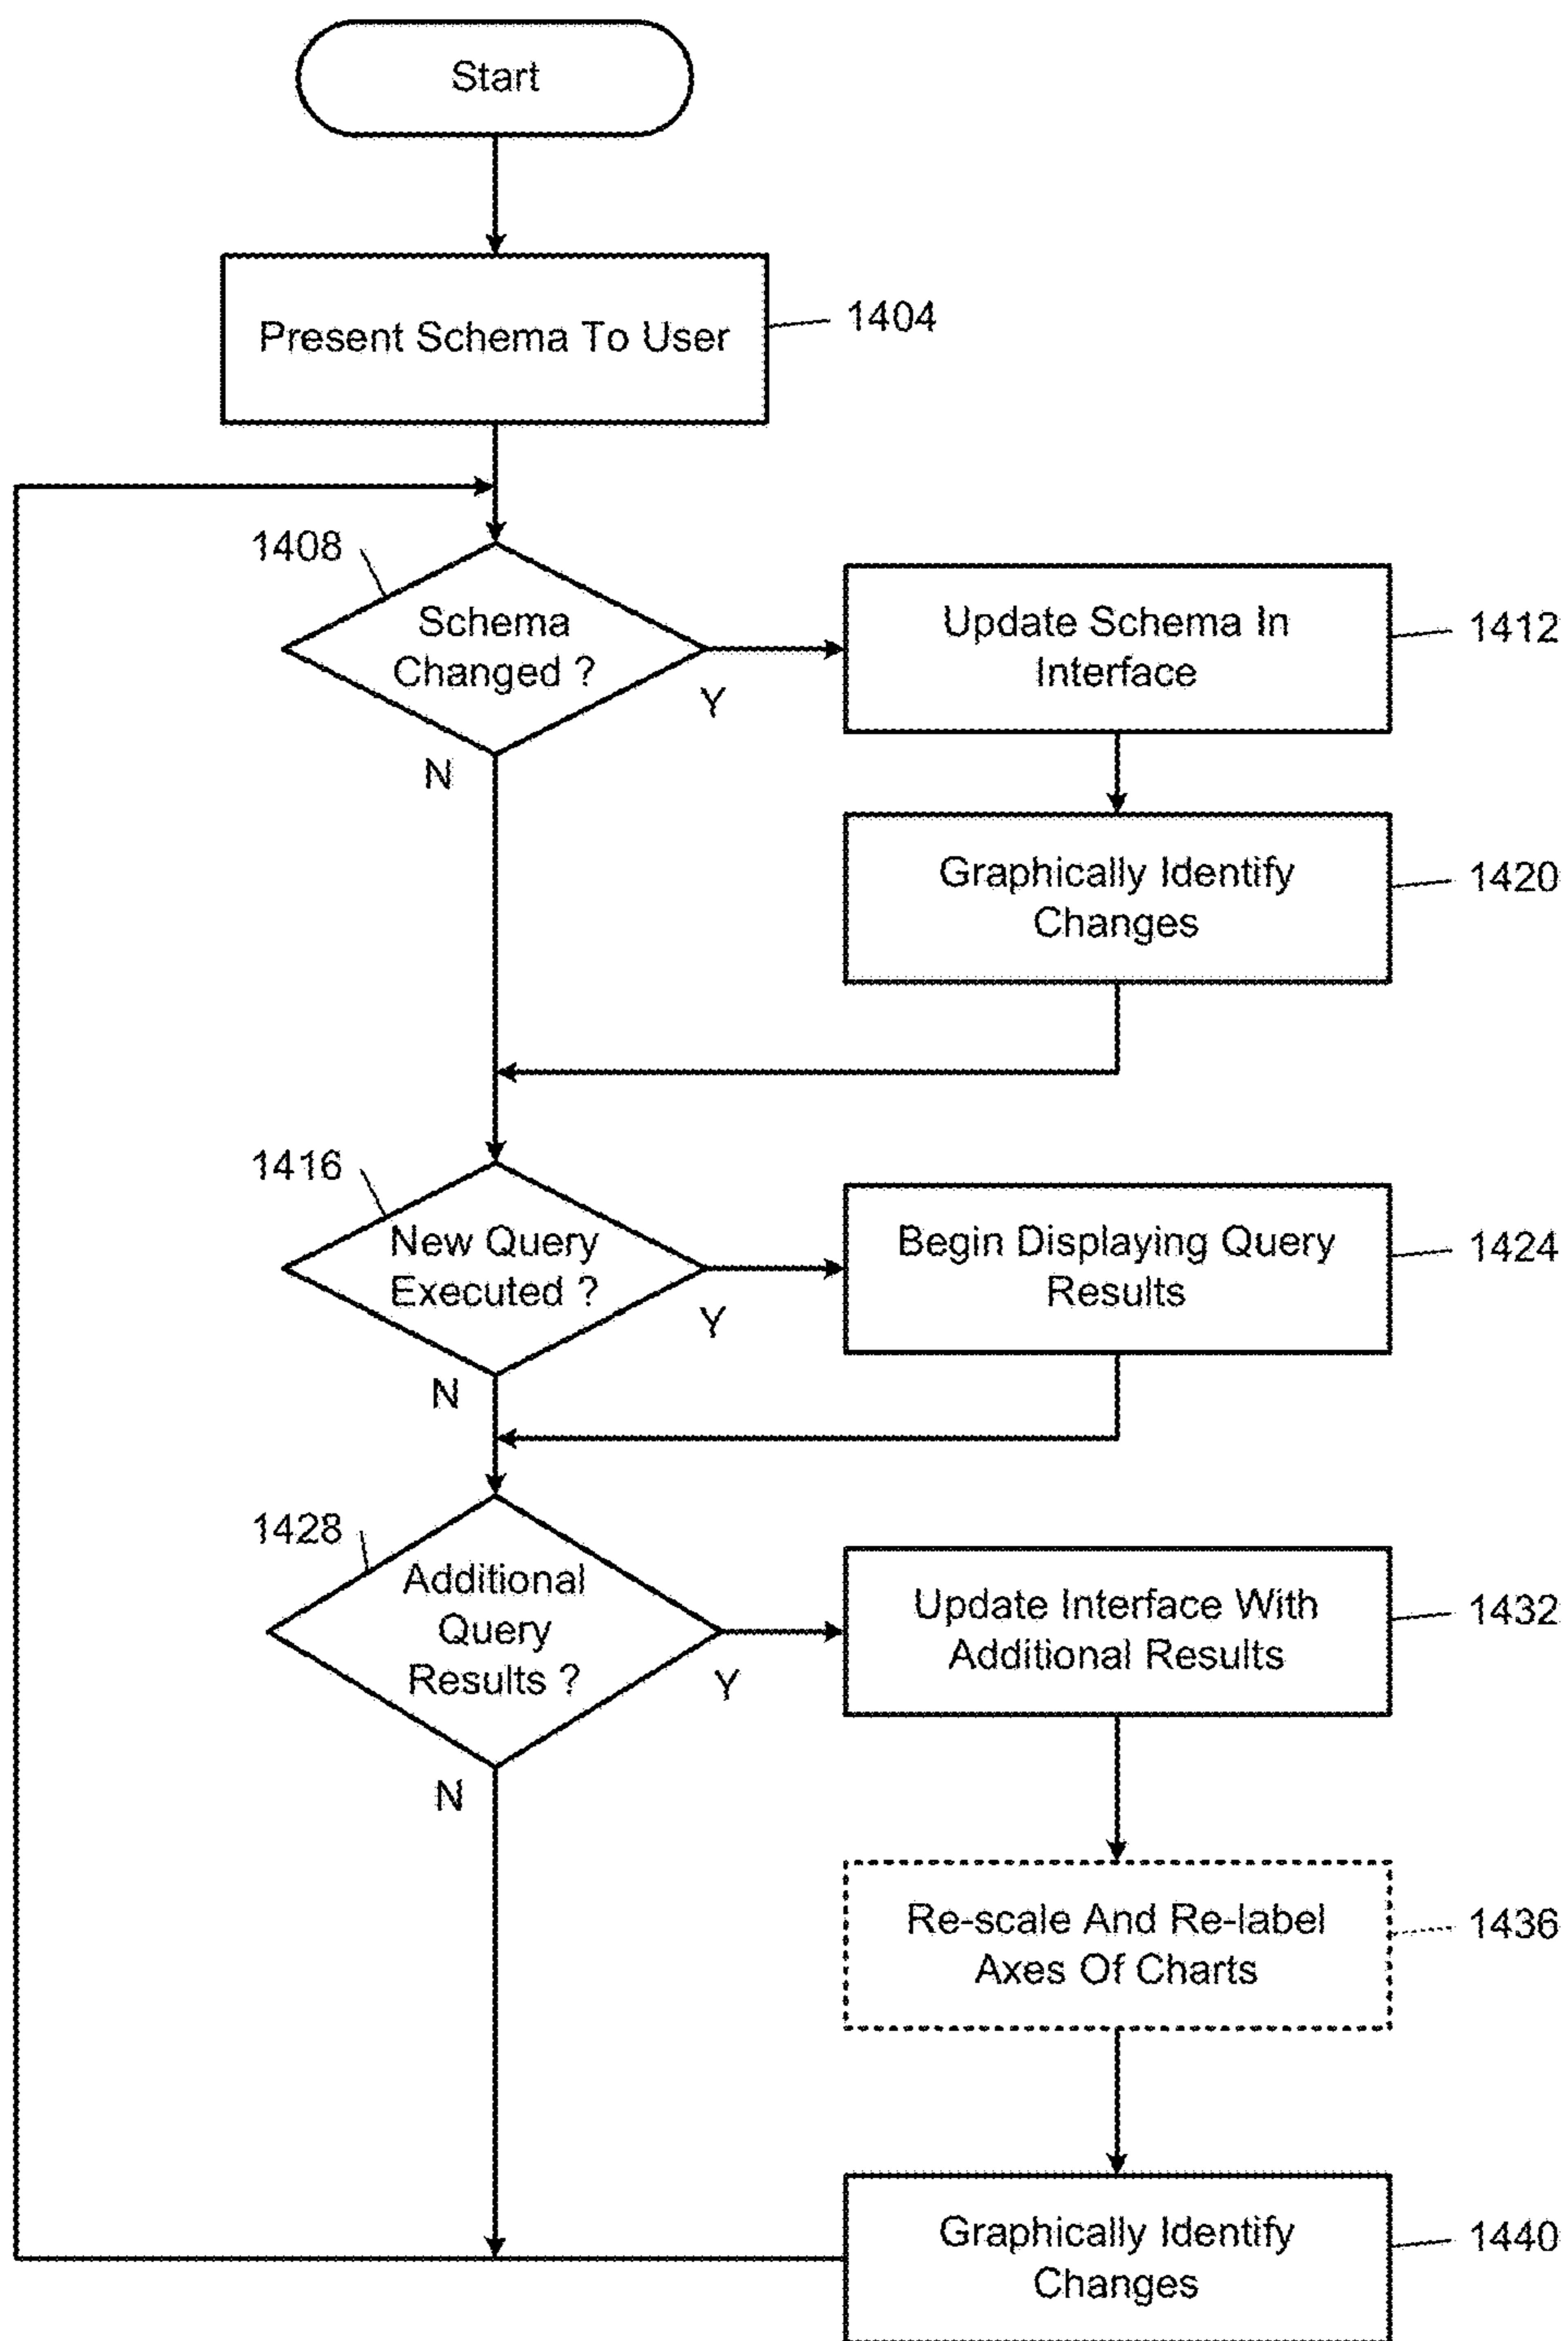 Start
Present Schema To User
1404
1408
Schema
Changed ?
Y
N
Update Schema In
Interface
1412
Graphically Identify
Changes
1420
1416
New Query
Executed ?
Y
N
Begin Displaying Query
Results
1424
1428
Additional
Query
Results ?
Y
N
Update Interface With
Additional Results
1432
Re-scale And Re-label
Axes Of Charts
1436
Graphically Identify
Changes
1440